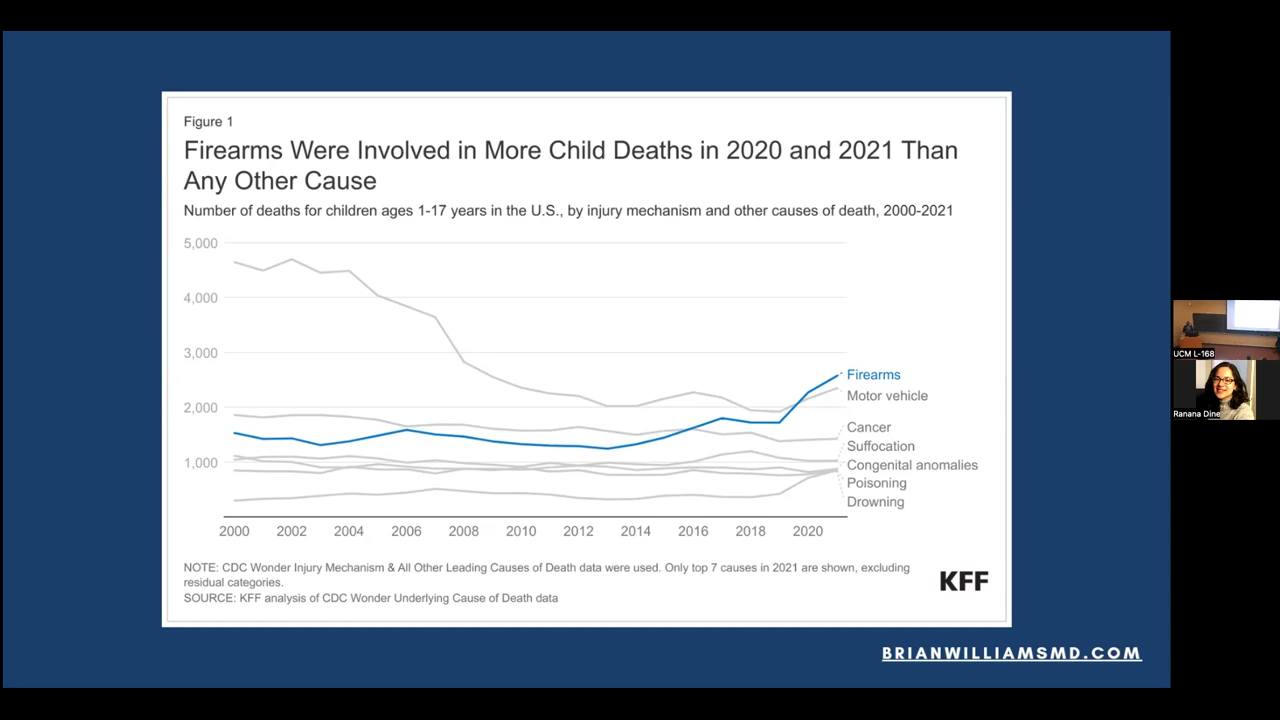 Figure 1
Firearms Were Involved in More Child Deaths in 2020 and 2021 Than
Any Other Cause
Number of deaths for children ages 1-17 years in the U.S., by injury mechanism and other causes of death, 2000-2021
5,000
4,000
3,000
2,000
1,000
Firearms
Motor vehicle
Cancer
Suffocation
Congenital anomalies
Poisoning
Drowning
2000 2002 2004 2006 2008 2010 2012 2014 2016 2018 2020
NOTE: CDC Wonder Injury Mechanism & All Other Leading Causes of Death data were used. Only top 7 causes in 2021 are shown, excluding
residual categories.
SOURCE: KFF analysis of CDC Wonder Underlying Cause of Death data
KFF
BRIANWILLIAMSMD.COM
UCM L-168
Ranana Dine